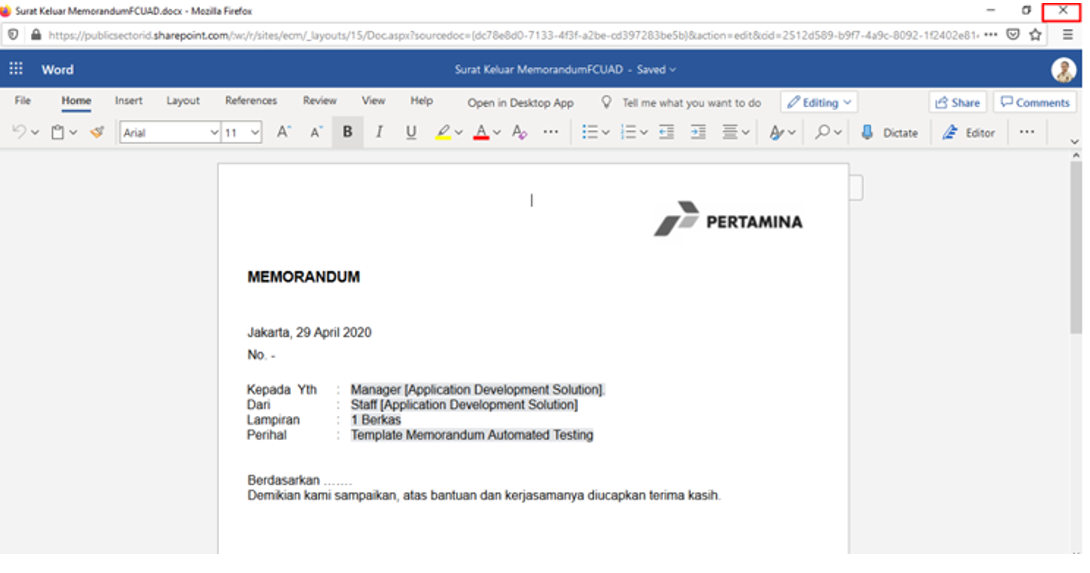 Surat Keluar MemorandumFCUAD.docx - Mozilla Firefox
https://publicsectorid.sharepoint.com/:w:/r/sites/ecm/_layouts/15/Doc.aspx?sourcedoc={dc78e8d0-7133-4f3f-a2be-cd397283be5b}&action=edit&cid=2512d589-b9f7-4a9c-8092-1f2402e81
Word
Surat Keluar MemorandumFCUAD - Saved
File Home Insert Layout References Review View Help Open in Desktop App Tell me what you want to do Editing Share Comments
Arial 11 A A B I U A A ... Dictate Editor ...
PERTAMINA
MEMORANDUM
Jakarta, 29 April 2020
No. -
Kepada Yth : Manager [Application Development Solution].
Dari : Staff [Application Development Solution]
Lampiran : 1 Berkas
Perihal : Template Memorandum Automated Testing
Berdasarkan .......
Demikian kami sampaikan, atas bantuan dan kerjasamanya diucapkan terima kasih.